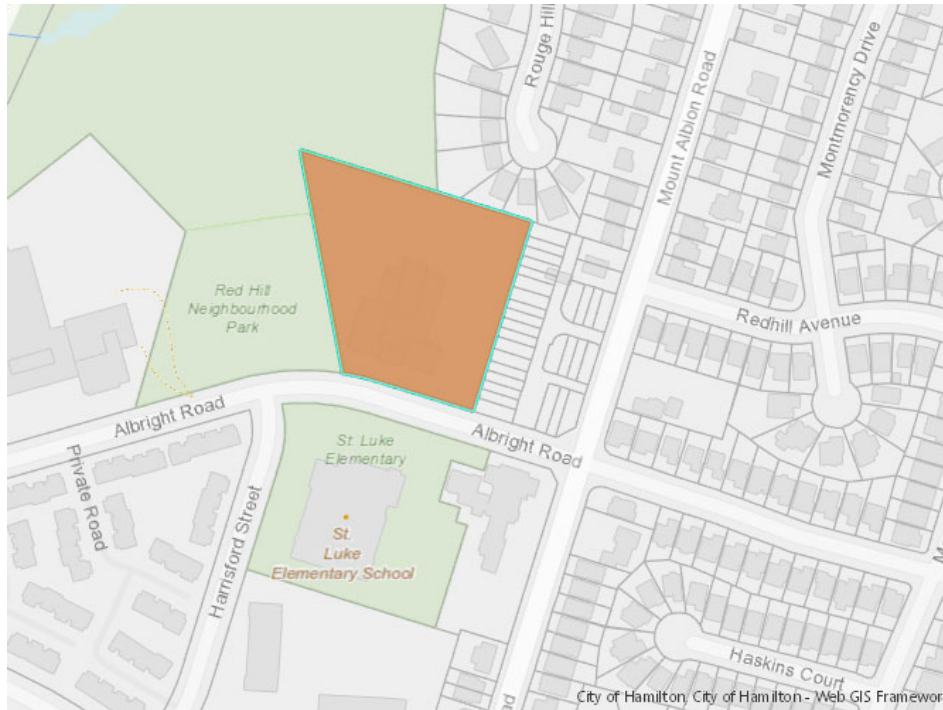 Rouge Hill
Mount Albion Road
Montmorency Drive
Red Hill
Neighbourhood
Park
Redhill Avenue
Albright Road
Albright Road
St. Luke
Elementary
Private Road
Harrisford Street
St.
Luke
Elementary School
Haskins Court
City of Hamilton, City of Hamilton - Web GIS Framewor